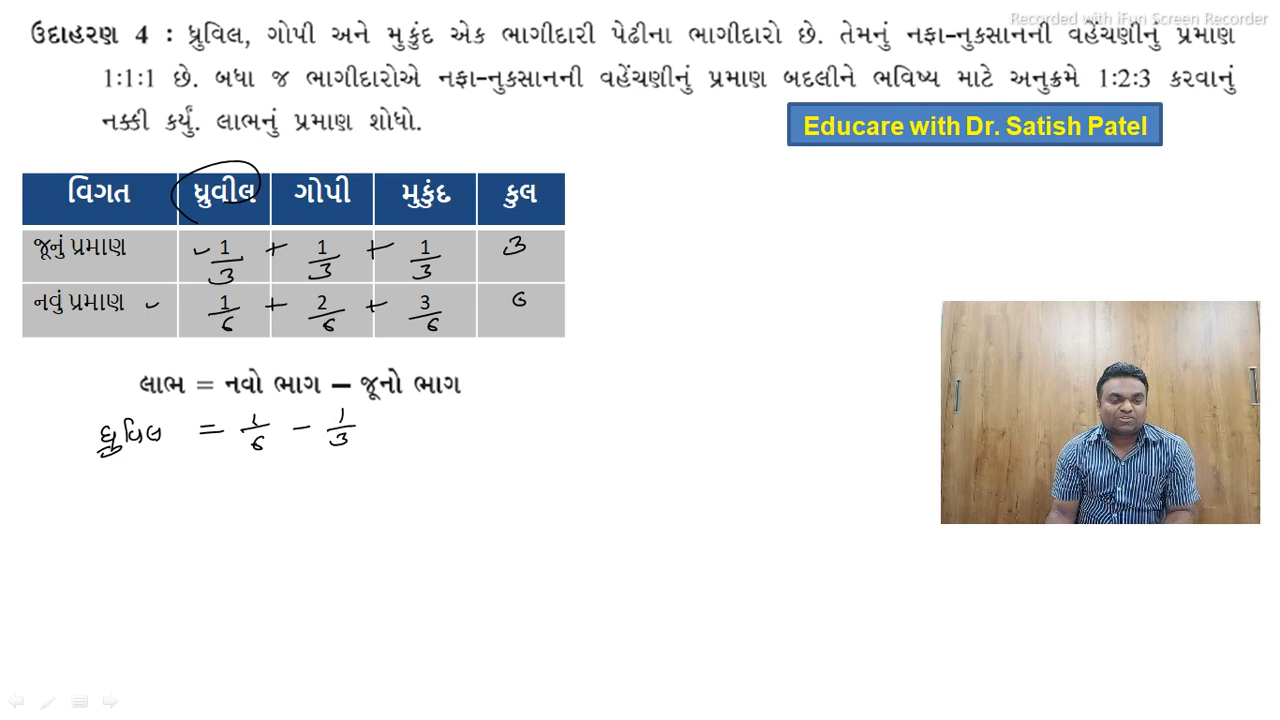 Recorded with iFun Screen Recorder
ઉદાહરણ 4 : ધ્રુવિલ, ગોપી અને મુકુંદ એક ભાગીદારી પેઢીના ભાગીદારો છે. તેમનું નફા-નુકસાનની વહેંચણીનું પ્રમાણ
1:1:1 છે. બધા જ ભાગીદારોએ નફા-નુકસાનની વહેંચણીનું પ્રમાણ બદલીને ભવિષ્ય માટે અનુક્રમે 1:2:3 કરવાનું
નક્કી કર્યું. લાભનું પ્રમાણ શોધો.
Educare with Dr. Satish Patel
વિગત ધ્રુવીલ ગોપી મુકુંદ કુલ
જૂનું પ્રમાણ 1/3 + 1/3 + 1/3 3
નવું પ્રમાણ 1/6 + 2/6 + 3/6 6
લાભ = નવો ભાગ – જૂનો ભાગ
ધ્રુવિલ = 1/6 - 1/3